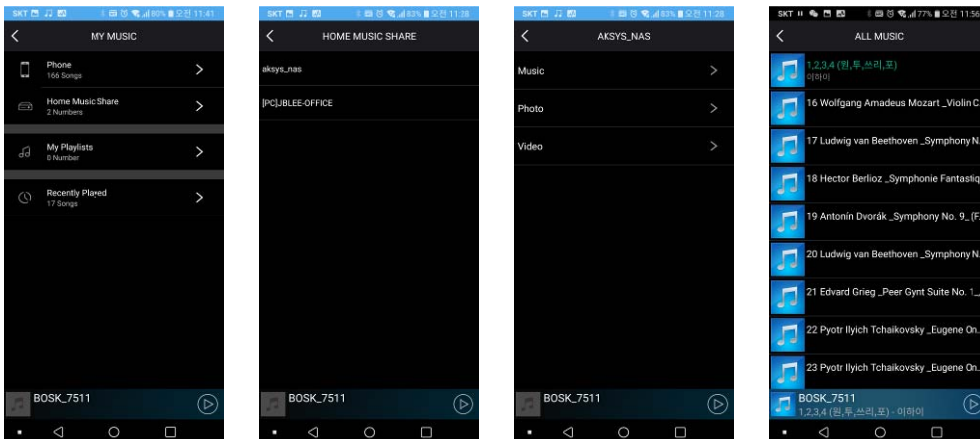 SKT 80% 오전 11:41
MY MUSIC
Phone
166 Songs
Home Music Share
2 Numbers
My Playlists
0 Number
Recently Played
17 Songs
BOSK_7511
SKT 83% 오전 11:28
HOME MUSIC SHARE
aksys_nas
[PC]JBLEE-OFFICE
BOSK_7511
SKT 83% 오전 11:28
AKSYS_NAS
Music
Photo
Video
BOSK_7511
SKT 77% 오전 11:56
ALL MUSIC
1,2,3,4 (원,투,쓰리,포)
이하이
16 Wolfgang Amadeus Mozart _Violin C
17 Ludwig van Beethoven _Symphony N.
18 Hector Berlioz _Symphonie Fantastiq
19 Antonín Dvorák _Symphony No. 9_ (F
20 Ludwig van Beethoven _Symphony N.
21 Edvard Grieg _Peer Gynt Suite No. 1_
22 Pyotr Ilyich Tchaikovsky _Eugene On..
23 Pyotr Ilyich Tchaikovsky _Eugene On..
BOSK_7511
1,2,3,4 (원,투,쓰리,포) - 이하이